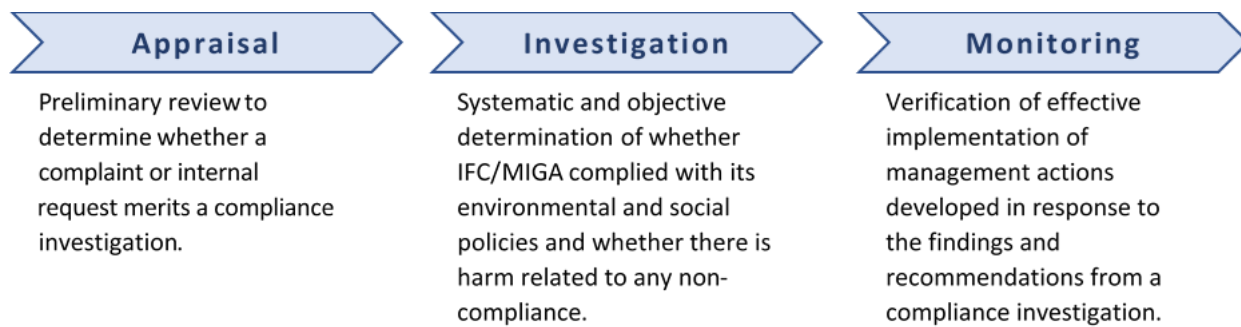 Appraisal
Preliminary review to
determine whether a
complaint or internal
request merits a compliance
investigation.
Investigation
Systematic and objective
determination of whether
IFC/MIGA complied with its
environmental and social
policies and whether there is
harm related to any non-
compliance.
Monitoring
Verification of effective
implementation of
management actions
developed in response to
the findings and
recommendations from a
compliance investigation.